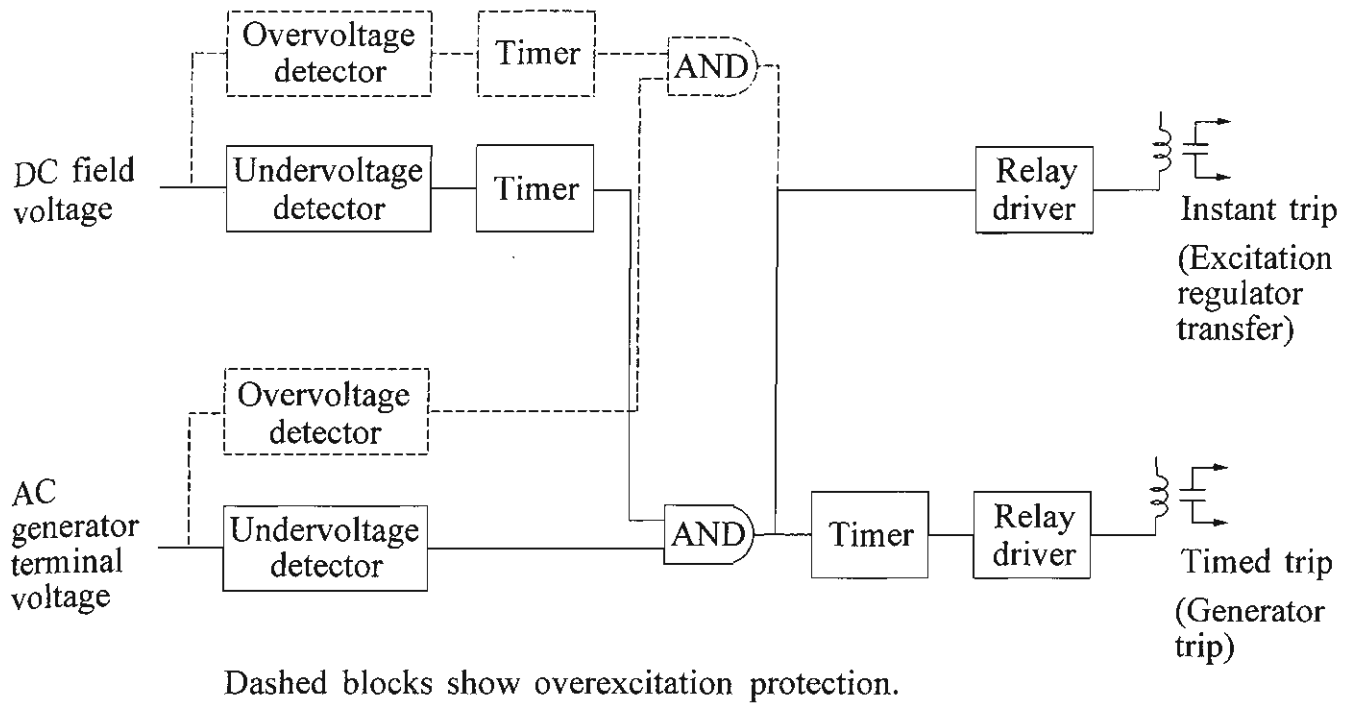 Overvoltage
detector
Timer
AND
DC field
voltage
Undervoltage
detector
Timer
Relay
driver
Instant trip
(Excitation
regulator
transfer)
Overvoltage
detector
AC
generator
terminal
voltage
Undervoltage
detector
AND
Timer
Relay
driver
Timed trip
(Generator
trip)
Dashed blocks show overexcitation protection.